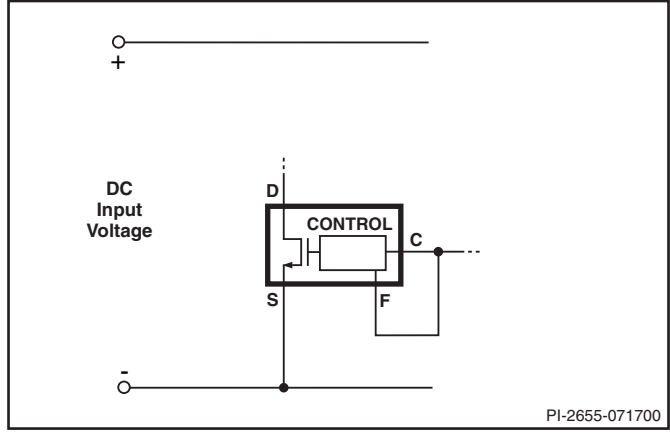 +
D
DC
Input
Voltage
CONTROL
C
S
F
-
PI-2655-071700